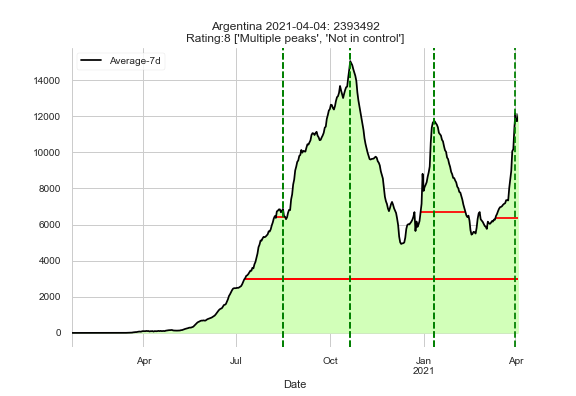 Argentina 2021-04-04: 2393492
Rating:8 ['Multiple peaks', 'Not in control']
Average-7d
14000
12000
10000
8000
6000
4000
2000
0
Apr
Jul
Oct
Jan
2021
Apr
Date